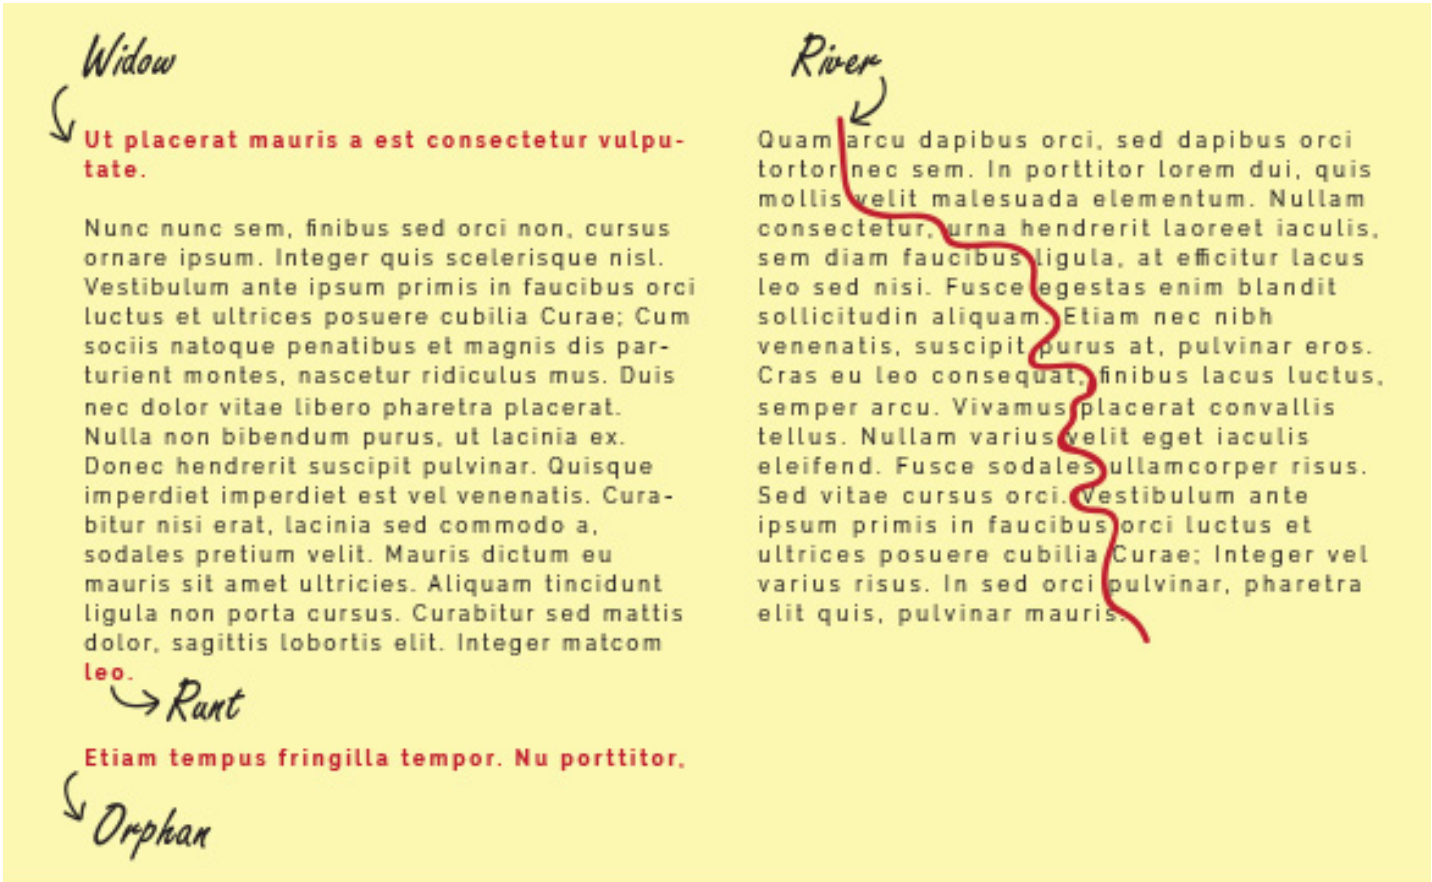 Widow
Ut placerat mauris a est consectetur vulpu-
tate.
Nunc nunc sem, finibus sed orci non, cursus
ornare ipsum. Integer quis scelerisque nisl.
Vestibulum ante ipsum primis in faucibus orci
luctus et ultrices posuere cubilia Curae; Cum
sociis natoque penatibus et magnis dis par-
turient montes, nascetur ridiculus mus. Duis
nec dolor vitae libero pharetra placerat.
Nulla non bibendum purus, ut lacinia ex.
Donec hendrerit suscipit pulvinar. Quisque
imperdiet imperdiet est vel venenatis. Cura-
bitur nisi erat, lacinia sed commodo a,
sodales pretium velit. Mauris dictum eu
mauris sit amet ultricies. Aliquam tincidunt
ligula non porta cursus. Curabitur sed mattis
dolor, sagittis lobortis elit. Integer matcom
leo.
Runt
Etiam tempus fringilla tempor. Nu porttitor,
Orphan
River
Quam arcu dapibus orci, sed dapibus orci
tortor nec sem. In porttitor lorem dui, quis
mollis velit malesuada elementum. Nullam
consectetur, urna hendrerit laoreet iaculis,
sem diam faucibus ligula, at efficitur lacus
leo sed nisi. Fusce egestas enim blandit
sollicitudin aliquam. Etiam nec nibh
venenatis, suscipit purus at, pulvinar eros.
Cras eu leo consequat, finibus lacus luctus,
semper arcu. Vivamus placerat convallis
tellus. Nullam varius velit eget iaculis
eleifend. Fusce sodales ullamcorper risus.
Sed vitae cursus orci. Vestibulum ante
ipsum primis in faucibus orci luctus et
ultrices posuere cubilia Curae; Integer vel
varius risus. In sed orci pulvinar, pharetra
elit quis, pulvinar mauris.